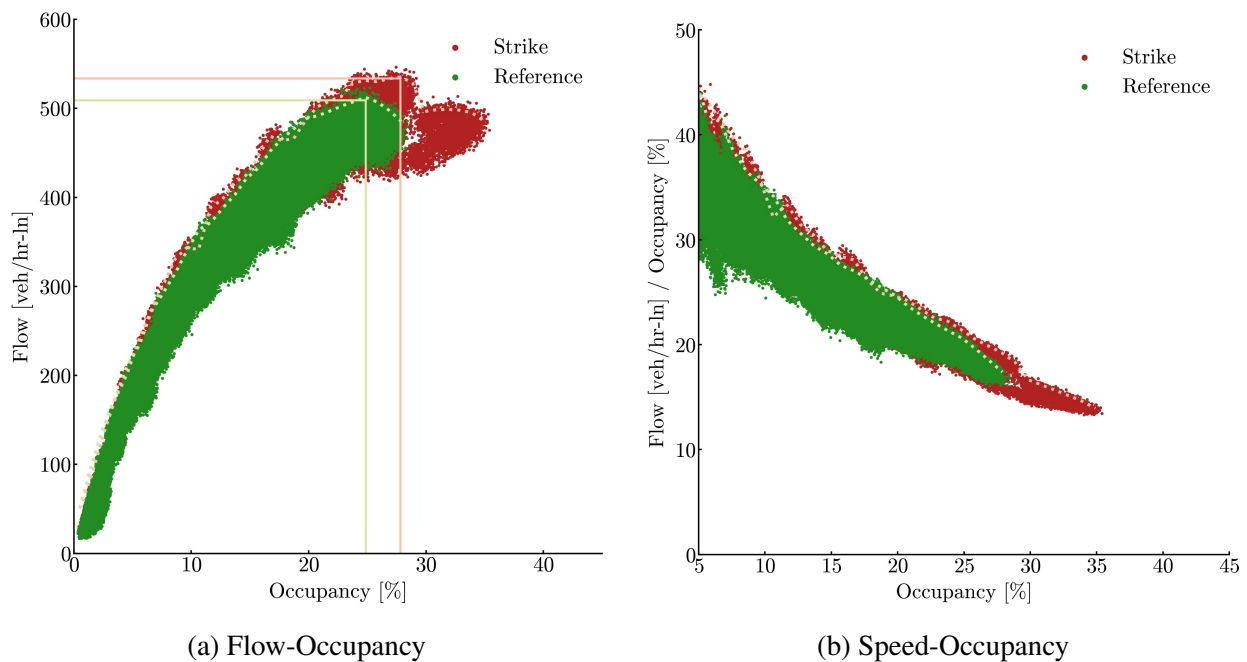 600
500
400
300
200
100
0
Flow [veh/hr-ln]
0 10 20 30 40
Occupancy [%]
Strike
Reference
(a) Flow-Occupancy
50
40
30
20
10
0
Flow [veh/hr-ln] / Occupancy [%]
5 10 15 20 25 30 35 40 45
Occupancy [%]
Strike
Reference
(b) Speed-Occupancy